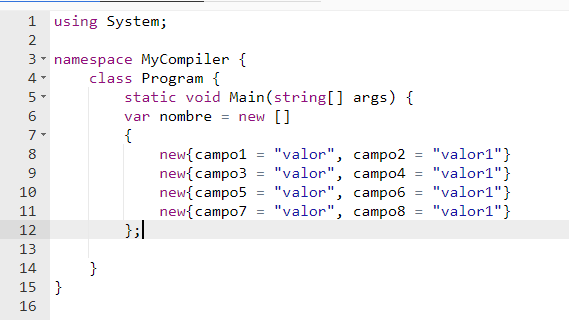 1 using System;
2
3 namespace MyCompiler {
4     class Program {
5         static void Main(string[] args) {
6         var nombre = new []
7         {
8             new{campo1 = "valor", campo2 = "valor1"}
9             new{campo3 = "valor", campo4 = "valor1"}
10             new{campo5 = "valor", campo6 = "valor1"}
11             new{campo7 = "valor", campo8 = "valor1"}
12         };
13
14     }
15 }
16